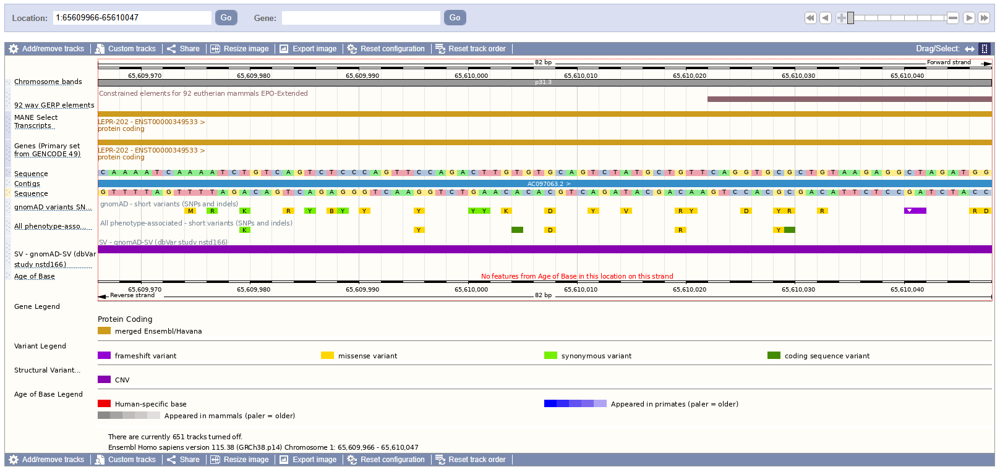 Location: 1:65609966-65610047 Go Gene: Go
Add/remove tracks Custom tracks Share Resize image Export image Reset configuration Reset track order Drag/Select:
82 bp Forward strand
65,609,970 65,609,980 65,609,990 65,610,000 65,610,010 65,610,020 65,610,030 65,610,040
Chromosome bands p31.3
Constrained elements for 92 eutherian mammals EPO-Extended
92 way GERP elements
MANE Select
Transcripts
LEPR-202 - ENST00000349533 >
protein coding
Genes (Primary set
from GENCODE 49)
LEPR-202 - ENST00000349533 >
protein coding
Sequence C A A A A T C A A A A T C T G T C A G T C T C C C A G T T C C A G A C T T G T G T G C A G T C T A T G C T G T T C A G G T G C G C T G T A A G A G G C T A G A T G G
Contigs AC097063.2 >
Sequence G T T T T A G T T T T A G A C A G T C A G A G G G T C A A G G T C T G A A C A C A C G T C A G A T A C G A C A A G T C C A C G C G A C A T T C T C C G A T C T A C C
gnomAD - short variants (SNPs and indels)
gnomAD variants SN... M R K R Y B Y Y Y Y Y K D Y V R Y D Y R R R D
All phenotype-associated - short variants (SNPs and indels)
All phenotype-asso... K Y D R Y
SV - gnomAD-SV (dbVar study nstd166)
SV - gnomAD-SV (dbVar
study nstd166)
Age of Base No features from Age of Base in this location on this strand
65,609,970 65,609,980 65,609,990 65,610,000 65,610,010 65,610,020 65,610,030 65,610,040
Reverse strand 82 bp
Gene Legend
Protein Coding
merged Ensembl/Havana
Variant Legend
frameshift variant missense variant synonymous variant coding sequence variant
Structural Variant...
CNV
Age of Base Legend
Human-specific base Appeared in primates (paler = older)
Appeared in mammals (paler = older)
There are currently 651 tracks turned off.
Ensembl Homo sapiens version 115.38 (GRCh38.p14) Chromosome 1: 65,609,966 - 65,610,047
Add/remove tracks Custom tracks Share Resize image Export image Reset configuration Reset track order